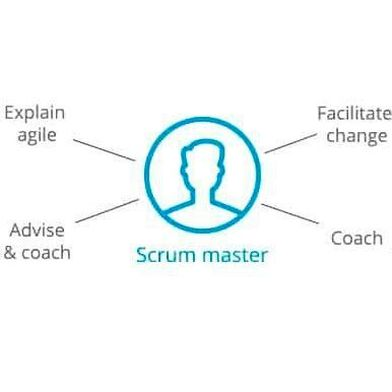 Explain
agile
Facilitate
change
Advise
& coach
Coach
Scrum master